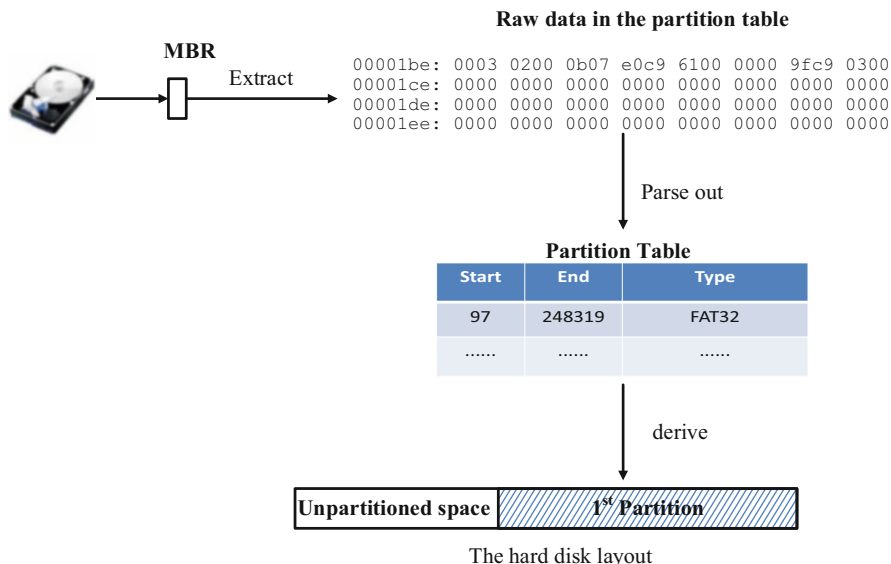 Raw data in the partition table
MBR
Extract
00001be: 0003 0200 0b07 e0c9 6100 0000 9fc9 0300
00001ce: 0000 0000 0000 0000 0000 0000 0000 0000
00001de: 0000 0000 0000 0000 0000 0000 0000 0000
00001ee: 0000 0000 0000 0000 0000 0000 0000 0000
Parse out
Partition Table
Start End Type
97 248319 FAT32
...... ...... ......
derive
Unpartitioned space 1st Partition
The hard disk layout